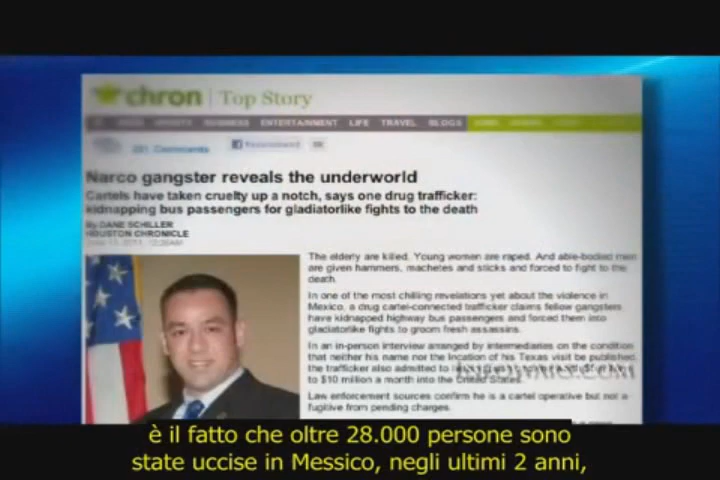 chron | Top Story
ENTERTAINMENT LIFE TRAVEL BLOGS
Comments
Narco gangster reveals the underworld
Cartels have taken cruelty up a notch, says one drug trafficker:
kidnapping bus passengers for gladiatorlike fights to the death
By DANE SCHILLER
HOUSTON CHRONICLE
The elderly are killed. Young women are raped. And able-bodied men
are given hammers, machetes and sticks and forced to fight to the
death.
In one of the most chilling revelations yet about the violence in
Mexico, a drug cartel-connected trafficker claims fellow gangsters
have kidnapped highway bus passengers and forced them into
gladiatorlike fights to groom fresh assassins.
In an in-person interview arranged by intermediaries on the condition
that neither his name nor the location of his Texas visit be published,
the trafficker also admitted to
to $10 million a month into the United States.
Law enforcement sources confirm he is a cartel operative but not a
fugitive from pending charges.
è il fatto che oltre 28.000 persone sono
state uccise in Messico, negli ultimi 2 anni,